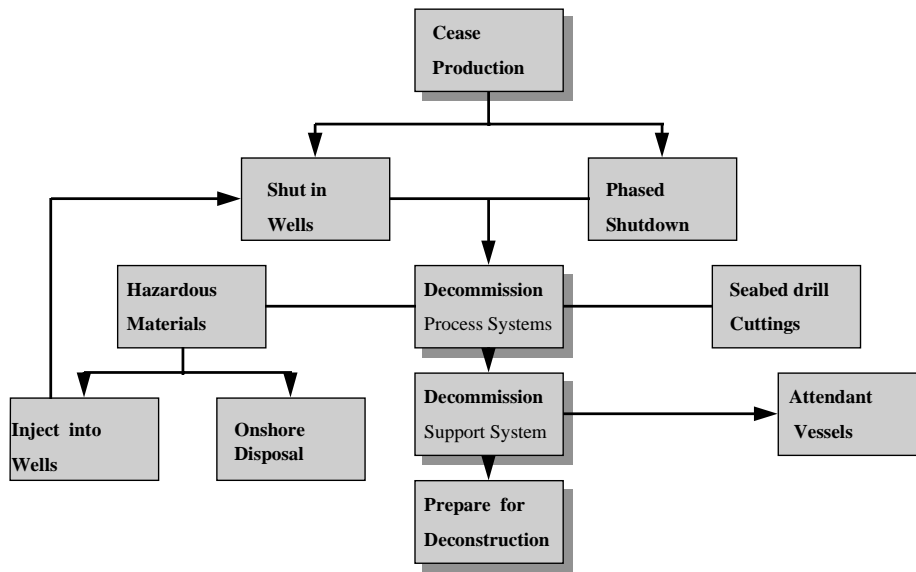 Cease
Production
Shut in
Wells
Phased
Shutdown
Hazardous
Materials
Decommission
Process Systems
Seabed drill
Cuttings
Inject into
Wells
Onshore
Disposal
Decommission
Support System
Attendant
Vessels
Prepare for
Deconstruction